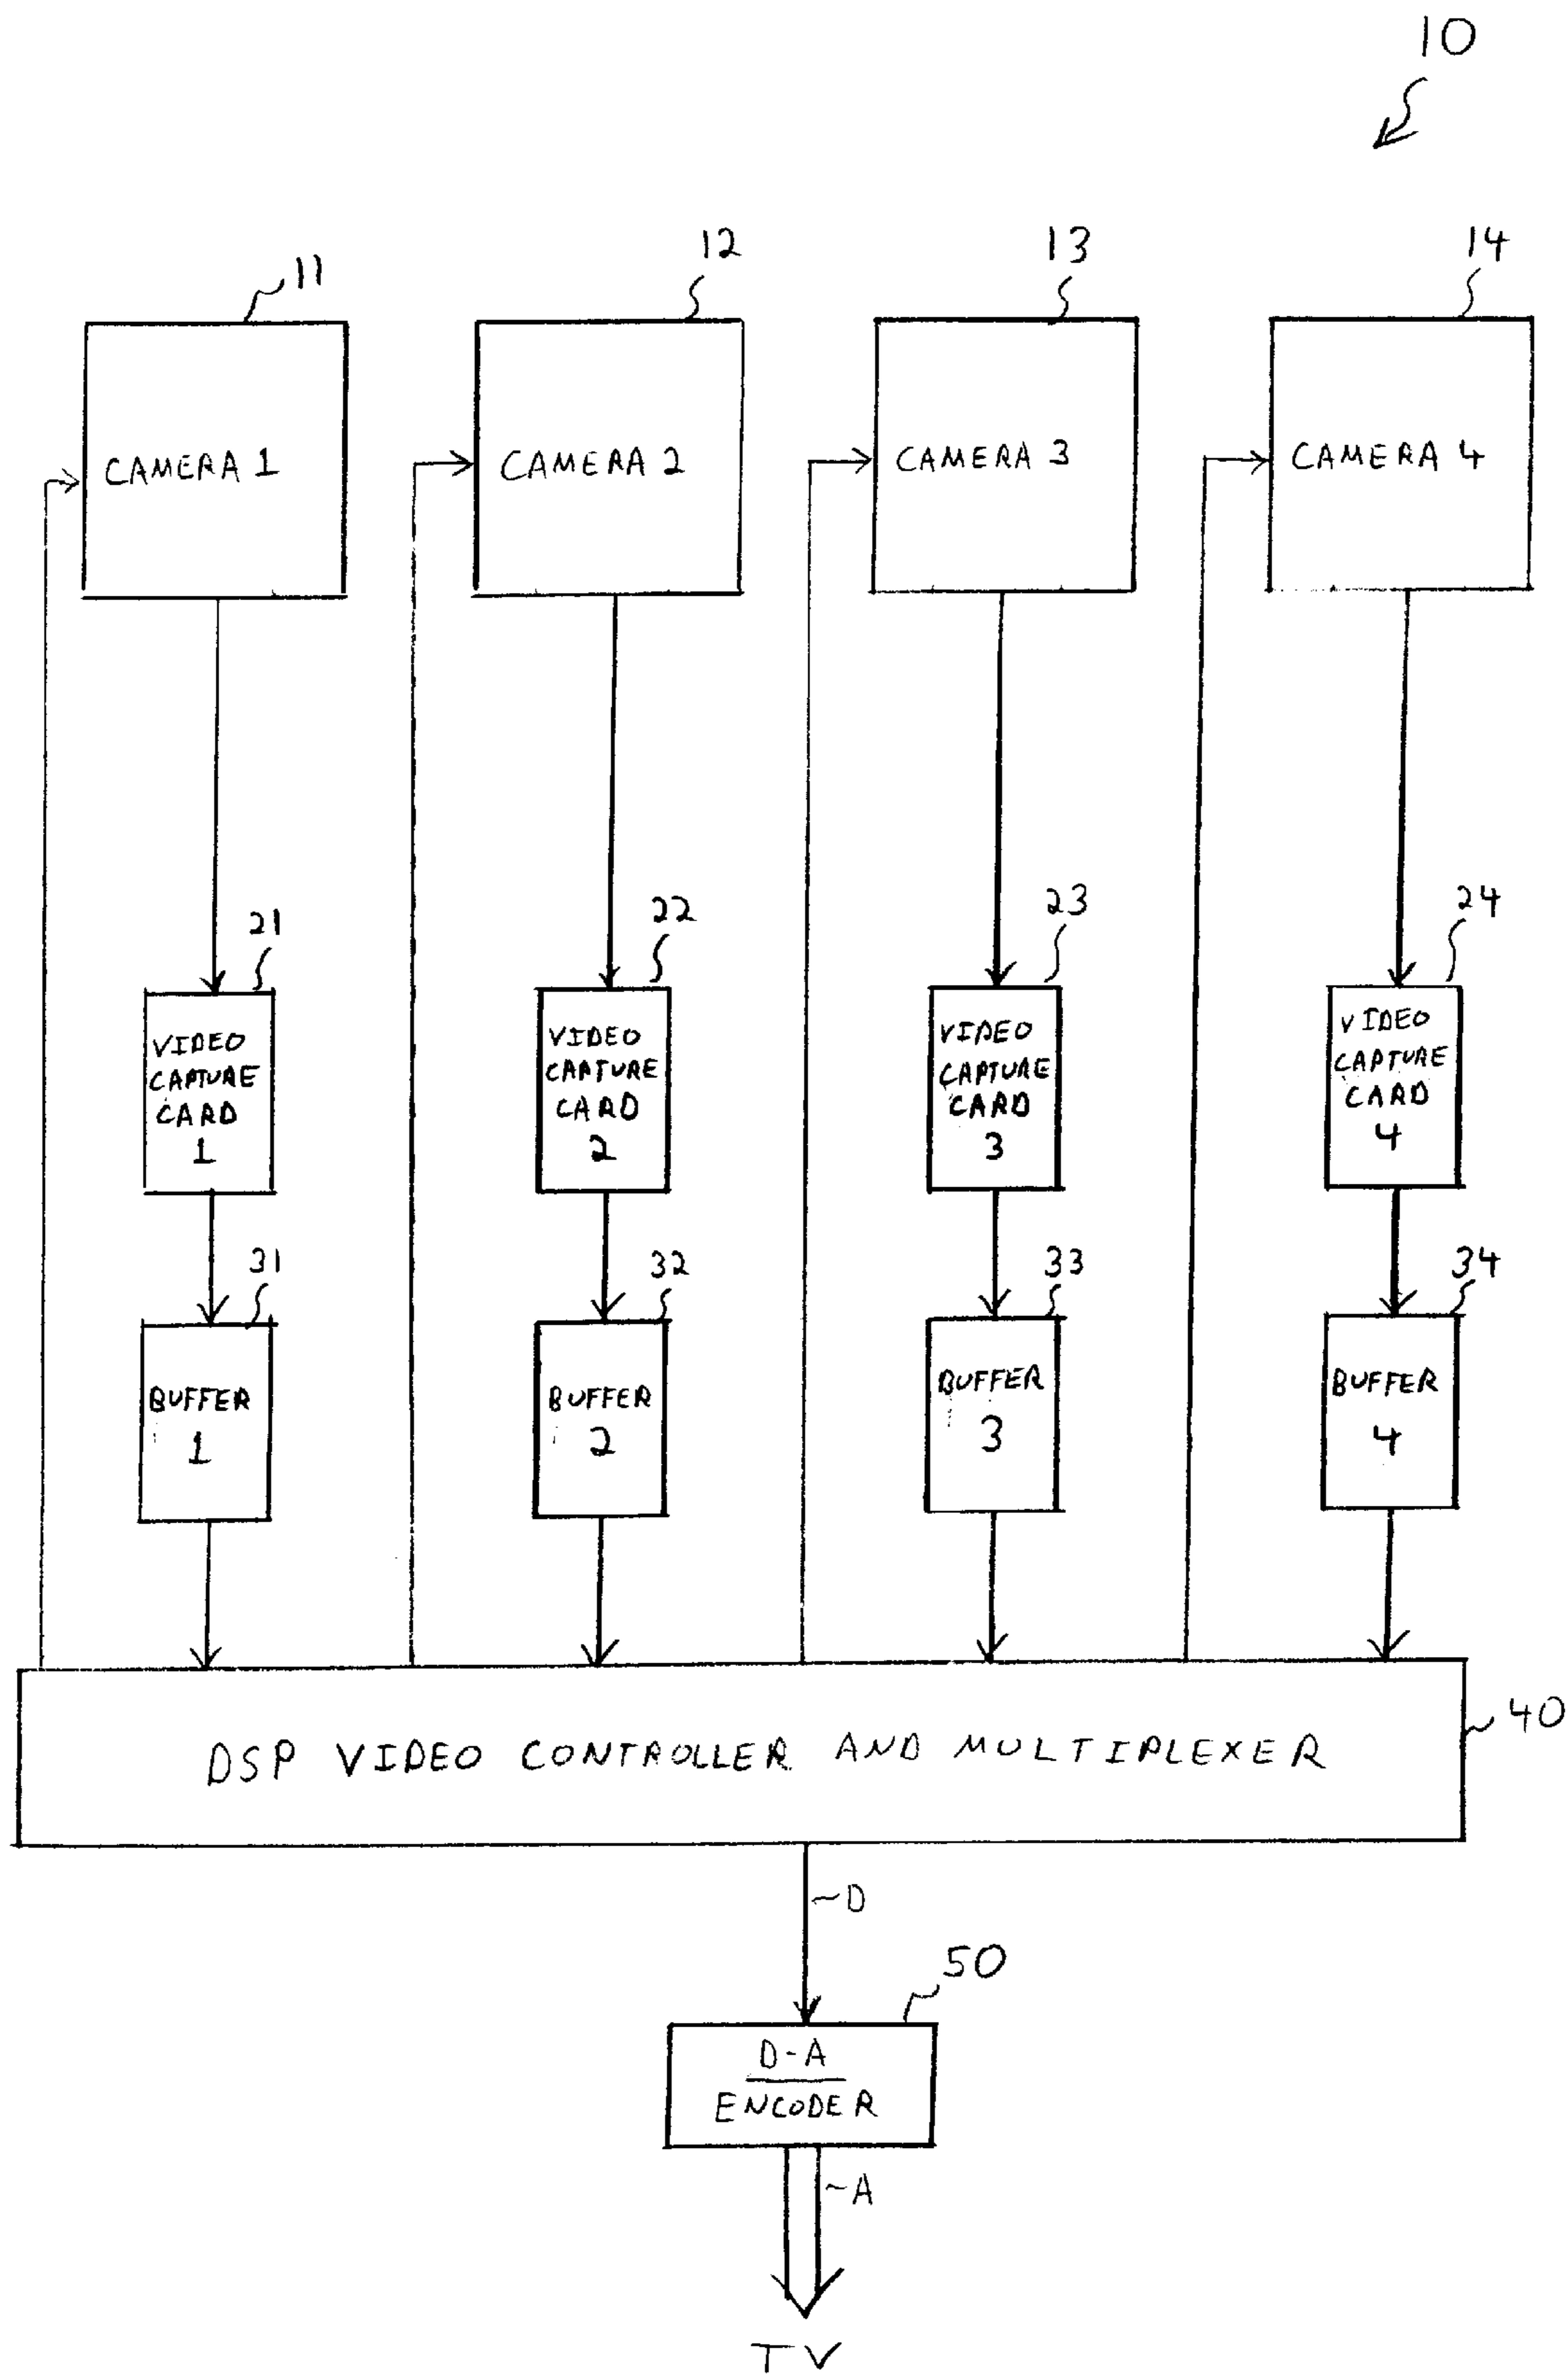 10
11
12
13
14
CAMERA 1
CAMERA 2
CAMERA 3
CAMERA 4
21
22
23
24
VIDEO
CAPTURE
CARD
1
VIDEO
CAPTURE
CARD
2
VIDEO
CAPTURE
CARD
3
VIDEO
CAPTURE
CARD
4
31
32
33
34
BUFFER
1
BUFFER
2
BUFFER
3
BUFFER
4
DSP VIDEO CONTROLLER AND MULTIPLEXER
40
D
50
D-A
ENCODER
A
TV